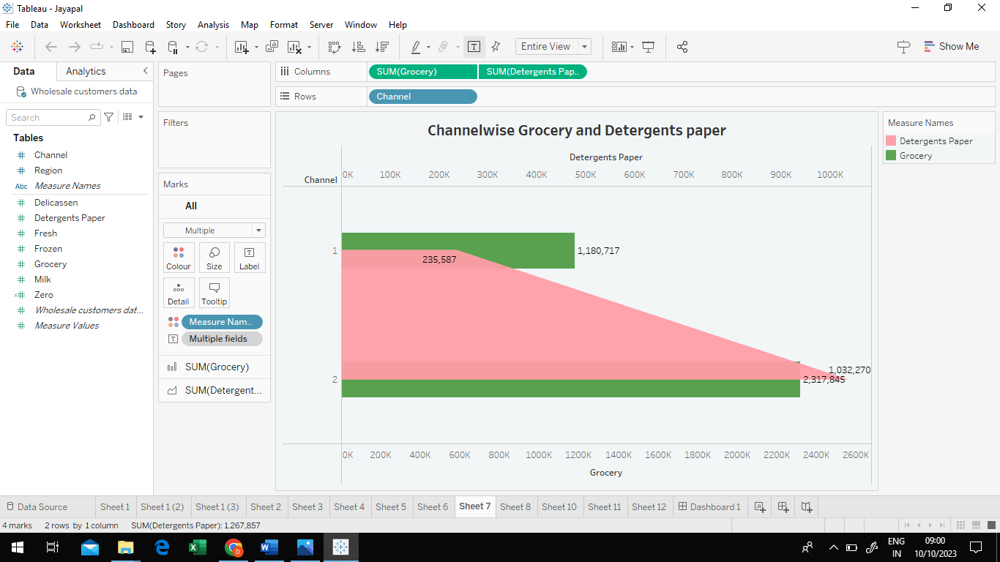 Tableau - Jayapal
File Data Worksheet Dashboard Story Analysis Map Format Server Window Help
Entire View
Show Me
Data Analytics
Wholesale customers data
Search
Tables
Channel
Region
Abc Measure Names
Delicassen
Detergents Paper
Fresh
Frozen
Grocery
Milk
Zero
Wholesale customers dat...
Measure Values
Pages
Filters
Marks
All
Multiple
Colour Size Label
Detail Tooltip
Measure Nam..
Multiple fields
SUM(Grocery)
SUM(Detergent...
Columns SUM(Grocery) SUM(Detergents Pap..
Rows Channel
Channelwise Grocery and Detergents paper
Detergents Paper
Channel 0K 100K 200K 300K 400K 500K 600K 700K 800K 900K 1000K
1 1,180,717
235,587
1,032,270
2 2,317,845
0K 200K 400K 600K 800K 1000K 1200K 1400K 1600K 1800K 2000K 2200K 2400K 2600K
Grocery
Measure Names
Detergents Paper
Grocery
Data Source Sheet 1 Sheet 1 (2) Sheet 1 (3) Sheet 2 Sheet 3 Sheet 4 Sheet 5 Sheet 6 Sheet 7 Sheet 8 Sheet 10 Sheet 11 Sheet 12 Dashboard 1
4 marks 2 rows by 1 column SUM(Detergents Paper): 1,267,857
ENG 09:00
IN 10/10/2023